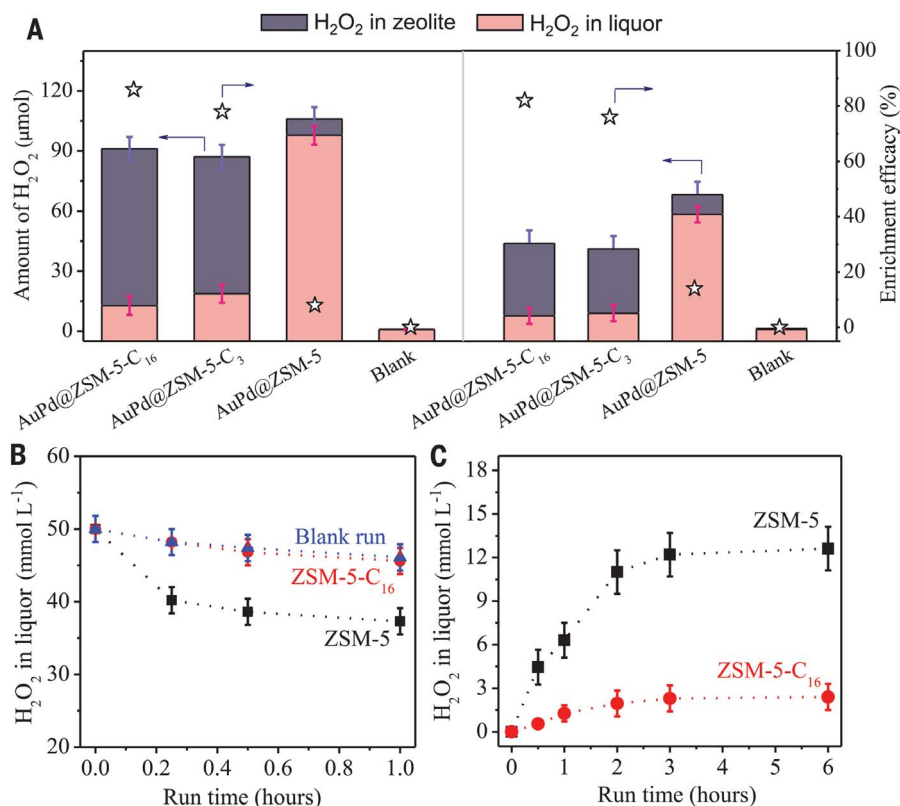 A
H₂O₂ in zeolite
H₂O₂ in liquor
Amount of H₂O₂ (μmol)
120
90
60
30
0
100
80
60
40
20
0
Enrichment efficacy (%)
AuPd@ZSM-5-C₁₆
AuPd@ZSM-5-C₃
AuPd@ZSM-5
Blank
AuPd@ZSM-5-C₁₆
AuPd@ZSM-5-C₃
AuPd@ZSM-5
Blank
B
H₂O₂ in liquor (mmol L⁻¹)
60
50
40
30
20
Blank run
ZSM-5-C₁₆
ZSM-5
0.0 0.2 0.4 0.6 0.8 1.0
Run time (hours)
C
H₂O₂ in liquor (mmol L⁻¹)
18
15
12
9
6
3
0
ZSM-5
ZSM-5-C₁₆
0 1 2 3 4 5 6
Run time (hours)